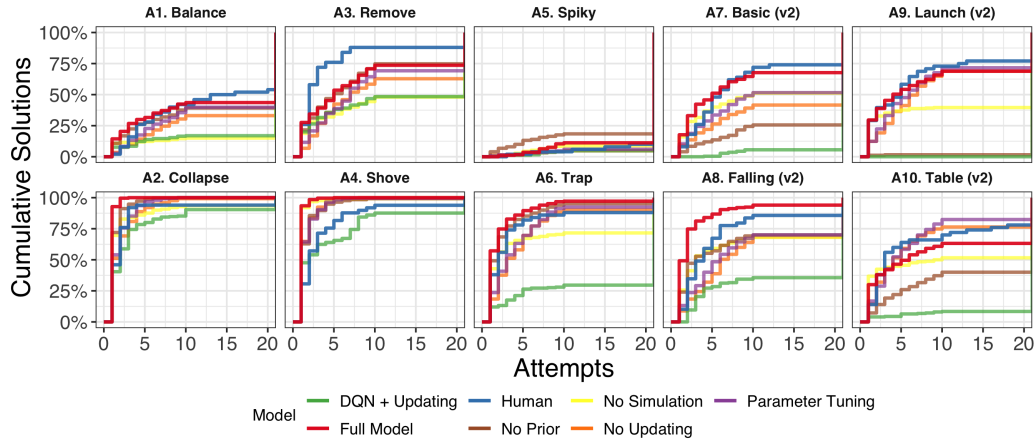 A1. Balance A3. Remove A5. Spiky A7. Basic (v2) A9. Launch (v2)
100%
75%
50%
25%
0%
A2. Collapse A4. Shove A6. Trap A8. Falling (v2) A10. Table (v2)
100%
75%
50%
25%
0%
Cumulative Solutions
0 5 10 15 20 0 5 10 15 20 0 5 10 15 20 0 5 10 15 20 0 5 10 15 20
Attempts
Model
DQN + Updating Human No Simulation Parameter Tuning
Full Model No Prior No Updating